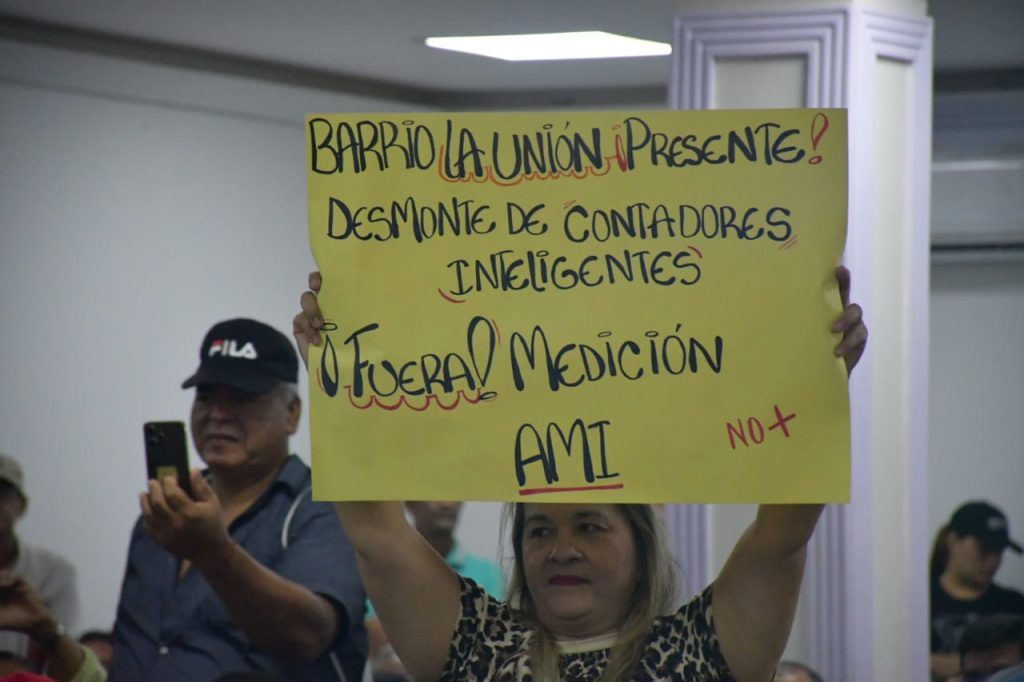 BARRIO LA UNIÓN ¡PRESENTE!
DESMONTE DE CONTADORES
INTELIGENTES
¡FUERA! MEDICIÓN
AMI
NO+
FILA